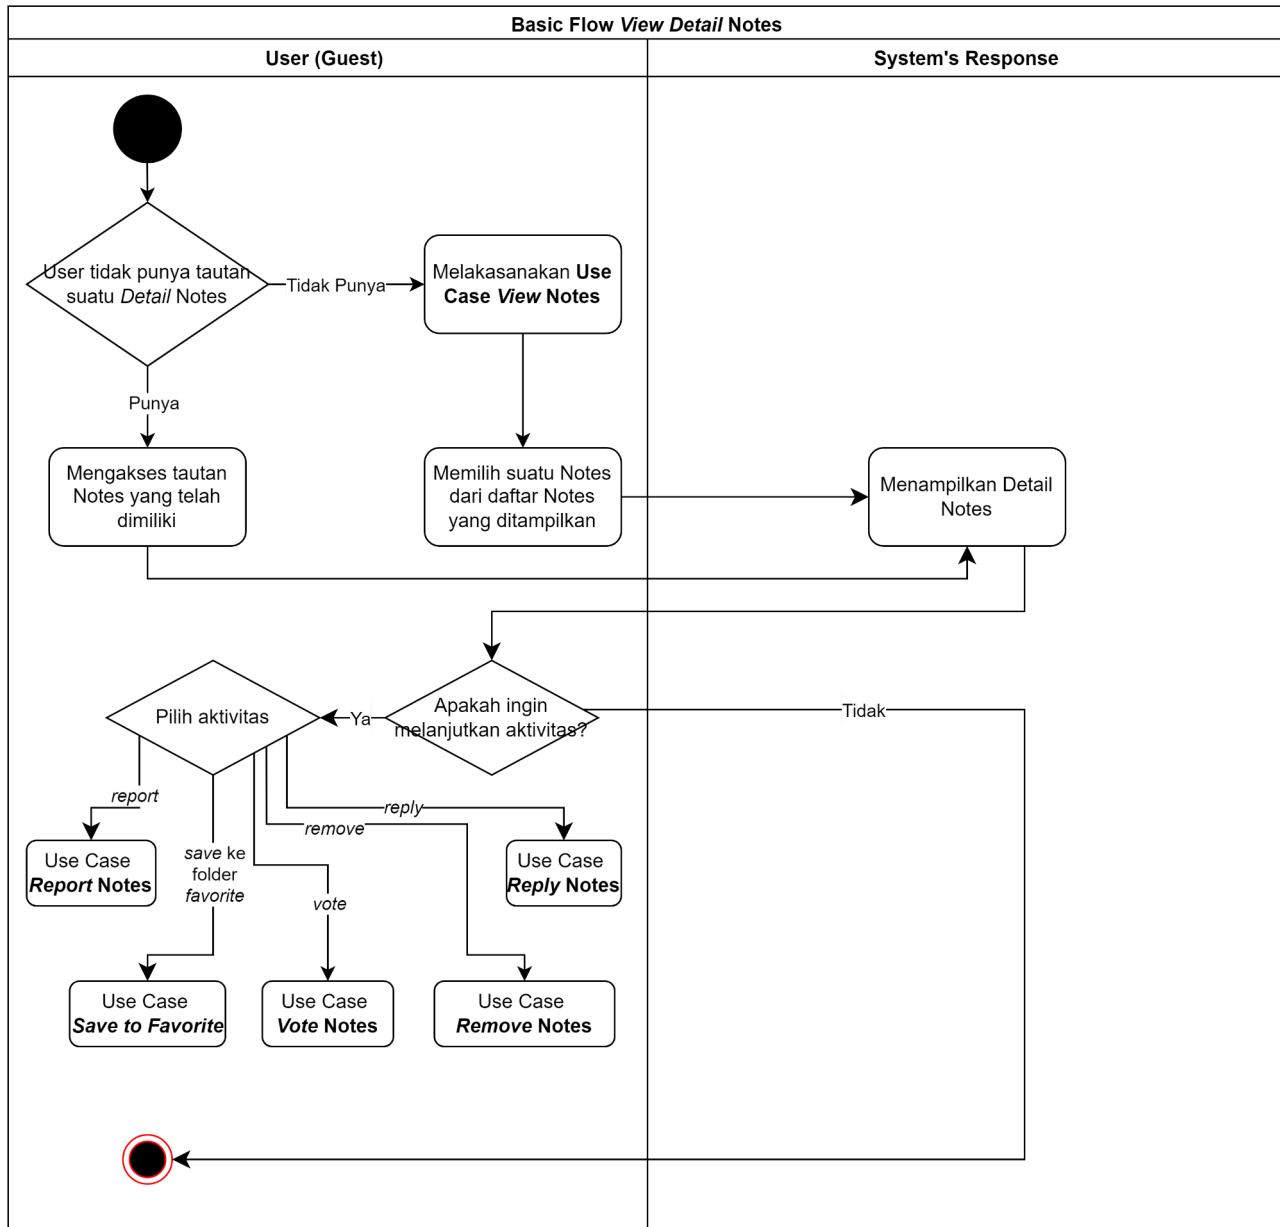 Basic Flow View Detail Notes
User (Guest)
System's Response
User tidak punya tautan
suatu Detail Notes
Tidak Punya
Melakasanakan Use
Case View Notes
Punya
Mengakses tautan
Notes yang telah
dimiliki
Memilih suatu Notes
dari daftar Notes
yang ditampilkan
Menampilkan Detail
Notes
Pilih aktivitas
Ya
Apakah ingin
melanjutkan aktivitas?
Tidak
report
save ke
folder
favorite
vote
remove
reply
Use Case
Report Notes
Use Case
Reply Notes
Use Case
Save to Favorite
Use Case
Vote Notes
Use Case
Remove Notes